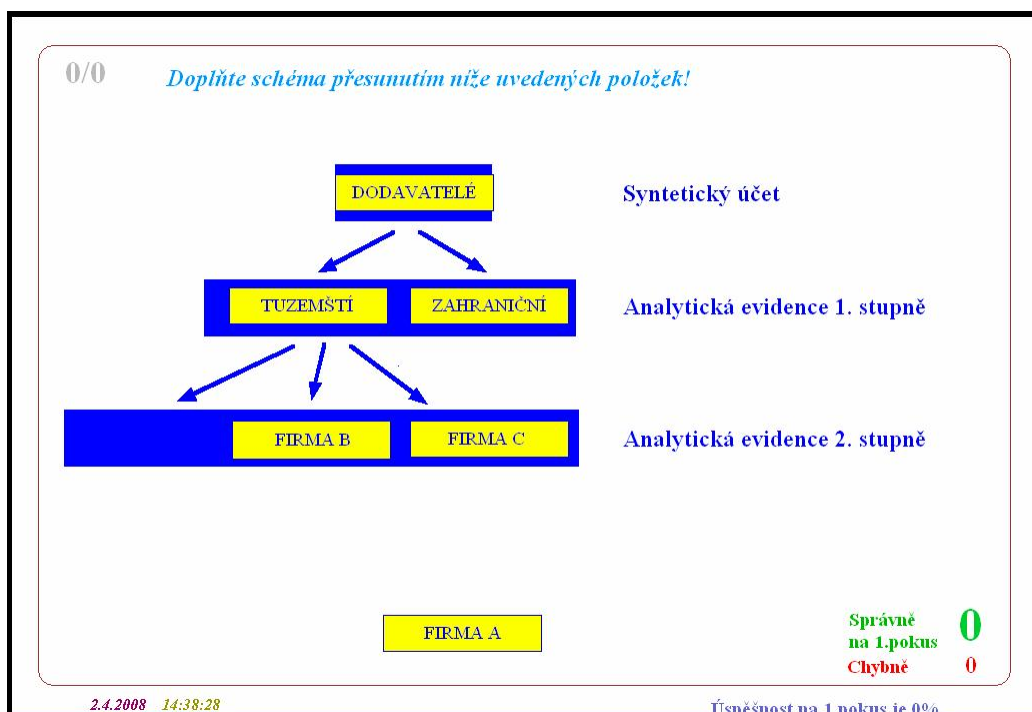 0/0
Doplňte schéma přesunutím níže uvedených položek!
DODAVATELÉ
Syntetický účet
TUZEMŠTÍ
ZAHRANIČNÍ
Analytická evidence 1. stupně
FIRMA B
FIRMA C
Analytická evidence 2. stupně
FIRMA A
Správně
na 1.pokus
0
Chybně
0
2.4.2008
14:38:28
Úspěšnost na 1.pokus je 0%